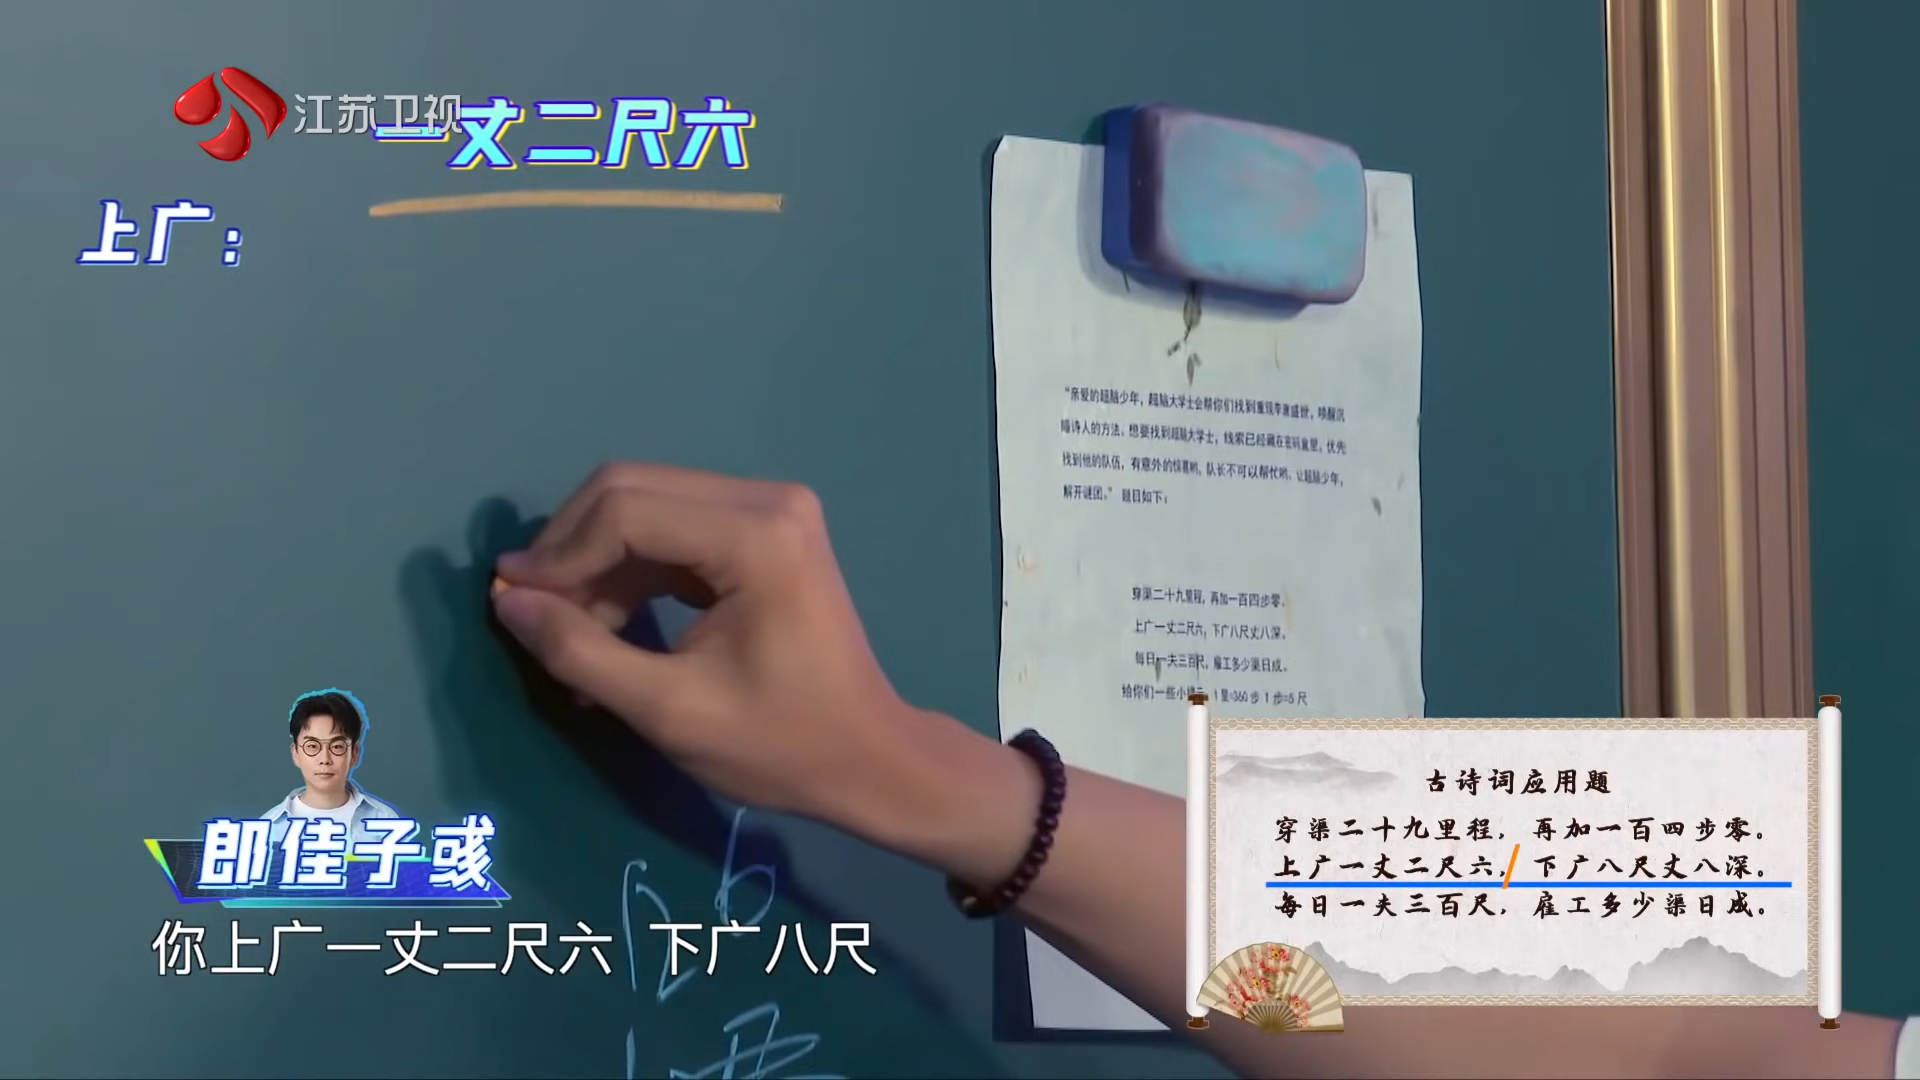 江苏卫视
一丈二尺六
上广：
“亲爱的超脑少年，超脑大学士会帮你们找到重现李唐盛世，唤醒沉
睡诗人的方法。想要找到超脑大学士，线索已经藏在密码盒里，优先
找到他的队伍，有意外的惊喜哟。队长不可以帮忙哟，让超脑少年，
解开谜团。”题目如下：
穿渠二十九里程，再加一百四步零。
上广一丈二尺六，下广八尺丈八深。
每日一夫三百尺，雇工多少渠日成。
给你们一些小 1里=360步 1步=5尺
古诗词应用题
穿渠二十九里程，再加一百四步零。
上广一丈二尺六，下广八尺丈八深。
每日一夫三百尺，雇工多少渠日成。
郎佳子彧
你上广一丈二尺六 下广八尺